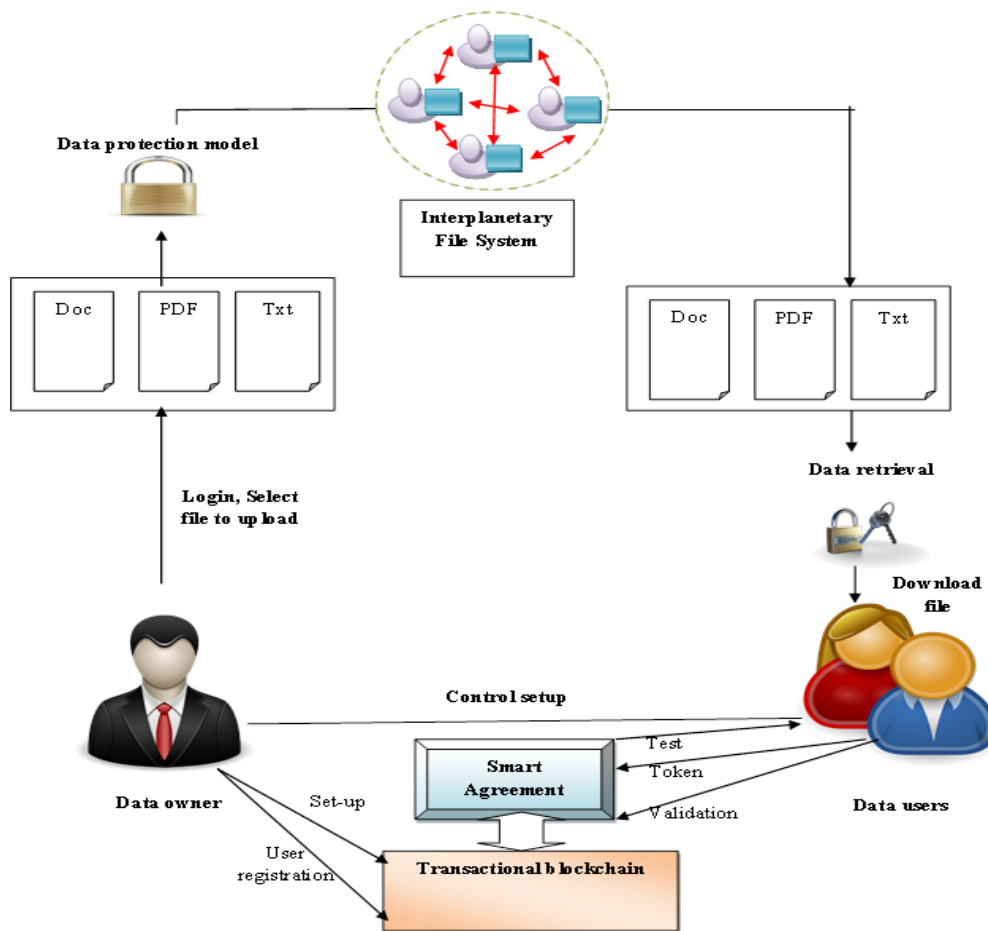 Data protection model
Interplanetary
File System
Doc
PDF
Txt
Doc
PDF
Txt
Data retrieval
Login, Select
file to upload
Download
file
Control setup
Test
Smart
Agreement
Token
Validation
Data owner
Data users
Set-up
User
registration
Transactional blockchain